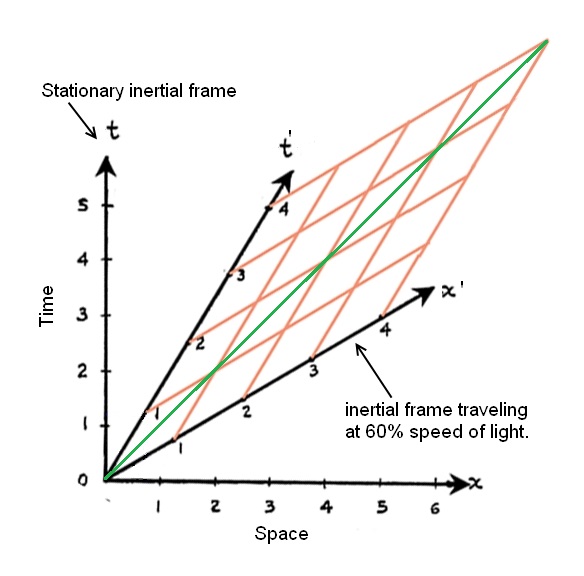 Stationary inertial frame
t
t'
5
4
3
2
1
0
Time
4
3
2
1
x'
4
3
2
1
inertial frame traveling
at 60% speed of light.
x
1 2 3 4 5 6
Space